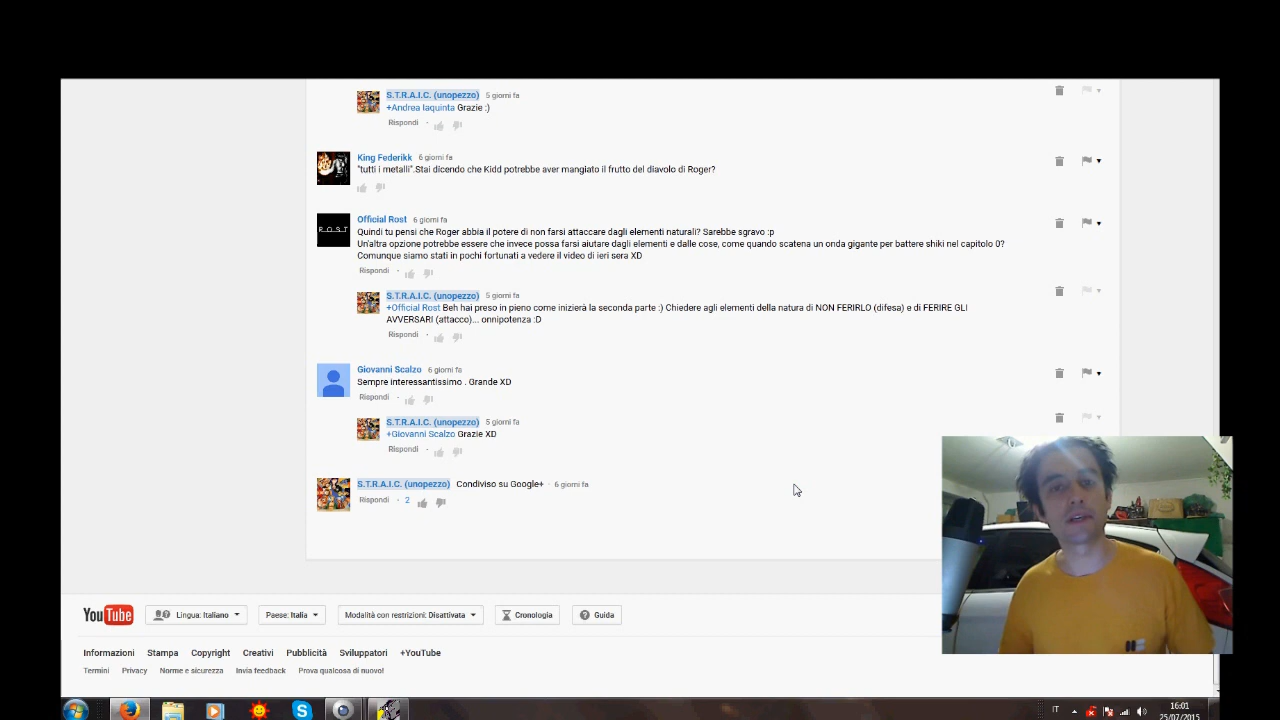 S.T.R.A.I.C. (unopezzo) 5 giorni fa
+Andrea Iaquinta Grazie :)
Rispondi ·
King Federikk 6 giorni fa
"tutti i metalli".Stai dicendo che Kidd potrebbe aver mangiato il frutto del diavolo di Roger?
R.O.S.T
Official Rost 6 giorni fa
Quindi tu pensi che Roger abbia il potere di non farsi attaccare dagli elementi naturali? Sarebbe sgravo :p
Un'altra opzione potrebbe essere che invece possa farsi aiutare dagli elementi e dalle cose, come quando scatena un onda gigante per battere shiki nel capitolo 0?
Comunque siamo stati in pochi fortunati a vedere il video di ieri sera XD
Rispondi ·
S.T.R.A.I.C. (unopezzo) 5 giorni fa
+Official Rost Beh hai preso in pieno come inizierà la seconda parte :) Chiedere agli elementi della natura di NON FERIRLO (difesa) e di FERIRE GLI
AVVERSARI (attacco)... onnipotenza :D
Rispondi ·
Giovanni Scalzo 6 giorni fa
Sempre interessantissimo . Grande XD
Rispondi ·
S.T.R.A.I.C. (unopezzo) 5 giorni fa
+Giovanni Scalzo Grazie XD
Rispondi ·
S.T.R.A.I.C. (unopezzo) Condiviso su Google+ · 6 giorni fa
Rispondi · 2
YouTube Lingua: Italiano Paese: Italia Modalità con restrizioni: Disattivata Cronologia Guida
Informazioni Stampa Copyright Creativi Pubblicità Sviluppatori +YouTube
Termini Privacy Norme e sicurezza Invia feedback Prova qualcosa di nuovo!
IT 16:01
25/07/2015